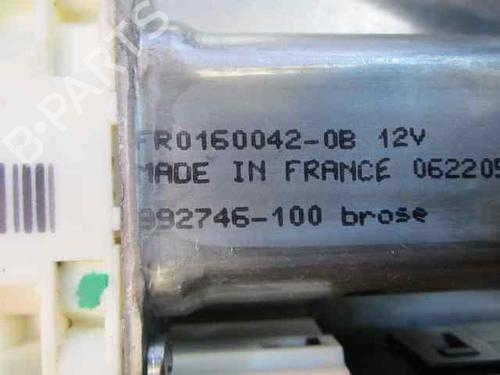 B-PARTS
FR0160042-0B 12V
MADE IN FRANCE 062205
992746-100 brose